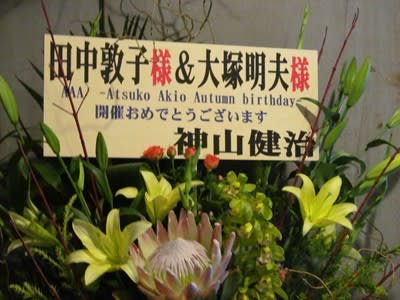 田中敦子様&大塚明夫様
AAA -Atsuko Akio Autumn birthday-
開催おめでとうございます
神山健治